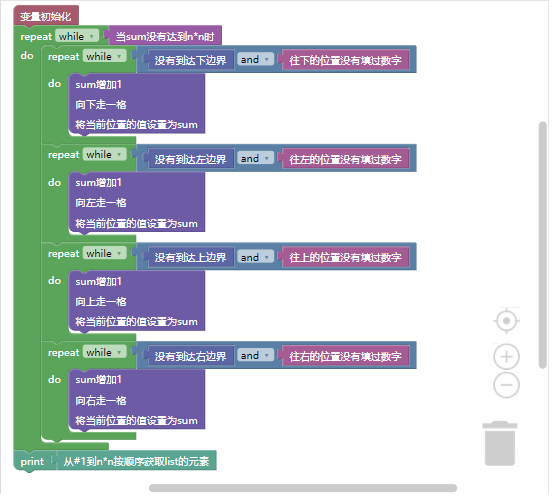 变量初始化
repeat while 当sum没有达到n*n时
do repeat while 没有到达下边界 and 往下的位置没有填过数字
do sum增加1
向下走一格
将当前位置的值设置为sum
repeat while 没有到达左边界 and 往左的位置没有填过数字
do sum增加1
向左走一格
将当前位置的值设置为sum
repeat while 没有到达上边界 and 往上的位置没有填过数字
do sum增加1
向上走一格
将当前位置的值设置为sum
repeat while 没有到达右边界 and 往右的位置没有填过数字
do sum增加1
向右走一格
将当前位置的值设置为sum
print 从#1到n*n按顺序获取list的元素